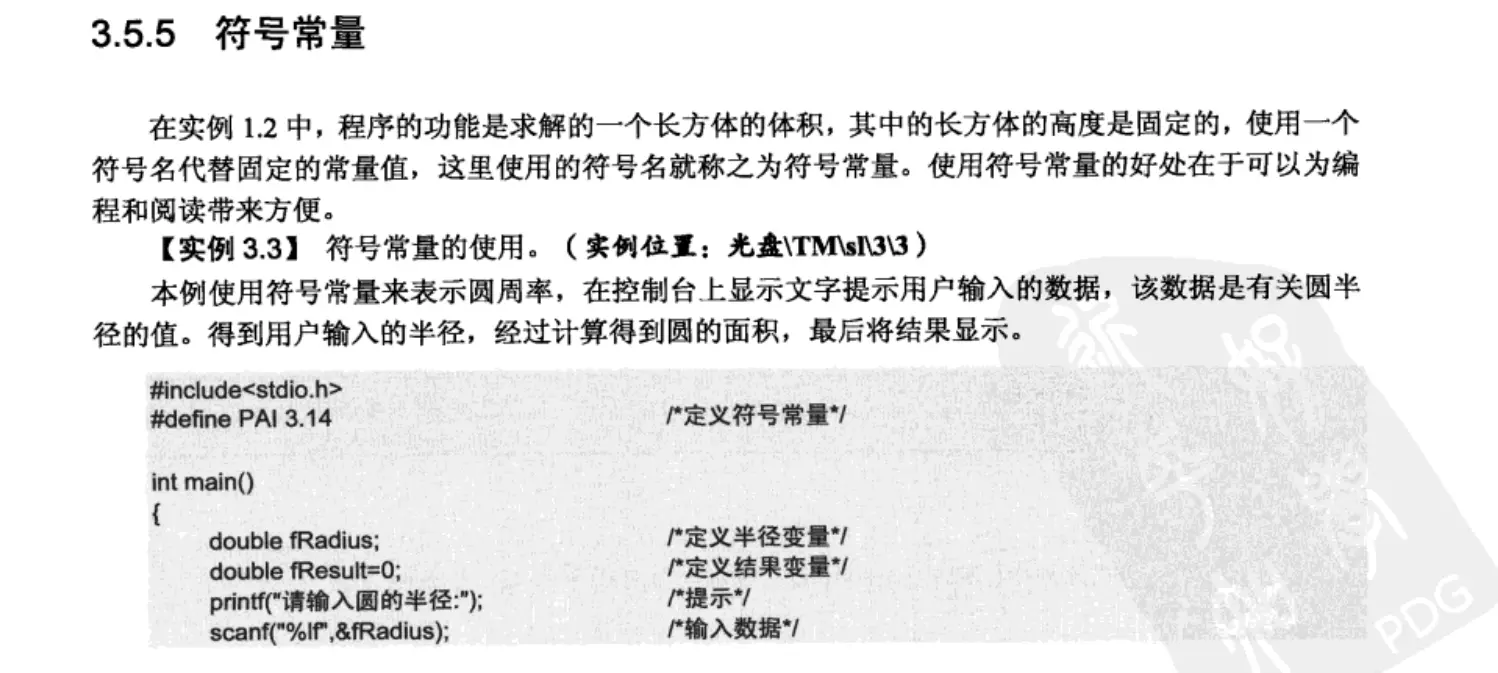 3.5.5 符号常量
在实例 1.2 中，程序的功能是求解的一个长方体的体积，其中的长方体的高度是固定的，使用一个
符号名代替固定的常量值，这里使用的符号名就称之为符号常量。使用符号常量的好处在于可以为编
程和阅读带来方便。
【实例 3.3】 符号常量的使用。（实例位置：光盘\TM\sl\3\3）
本例使用符号常量来表示圆周率，在控制台上显示文字提示用户输入的数据，该数据是有关圆半
径的值。得到用户输入的半径，经过计算得到圆的面积，最后将结果显示。
#include<stdio.h>
#define PAI 3.14 /*定义符号常量*/
int main()
{
double fRadius; /*定义半径变量*/
double fResult=0; /*定义结果变量*/
printf("请输入圆的半径:"); /*提示*/
scanf("%lf",&fRadius); /*输入数据*/
PDG